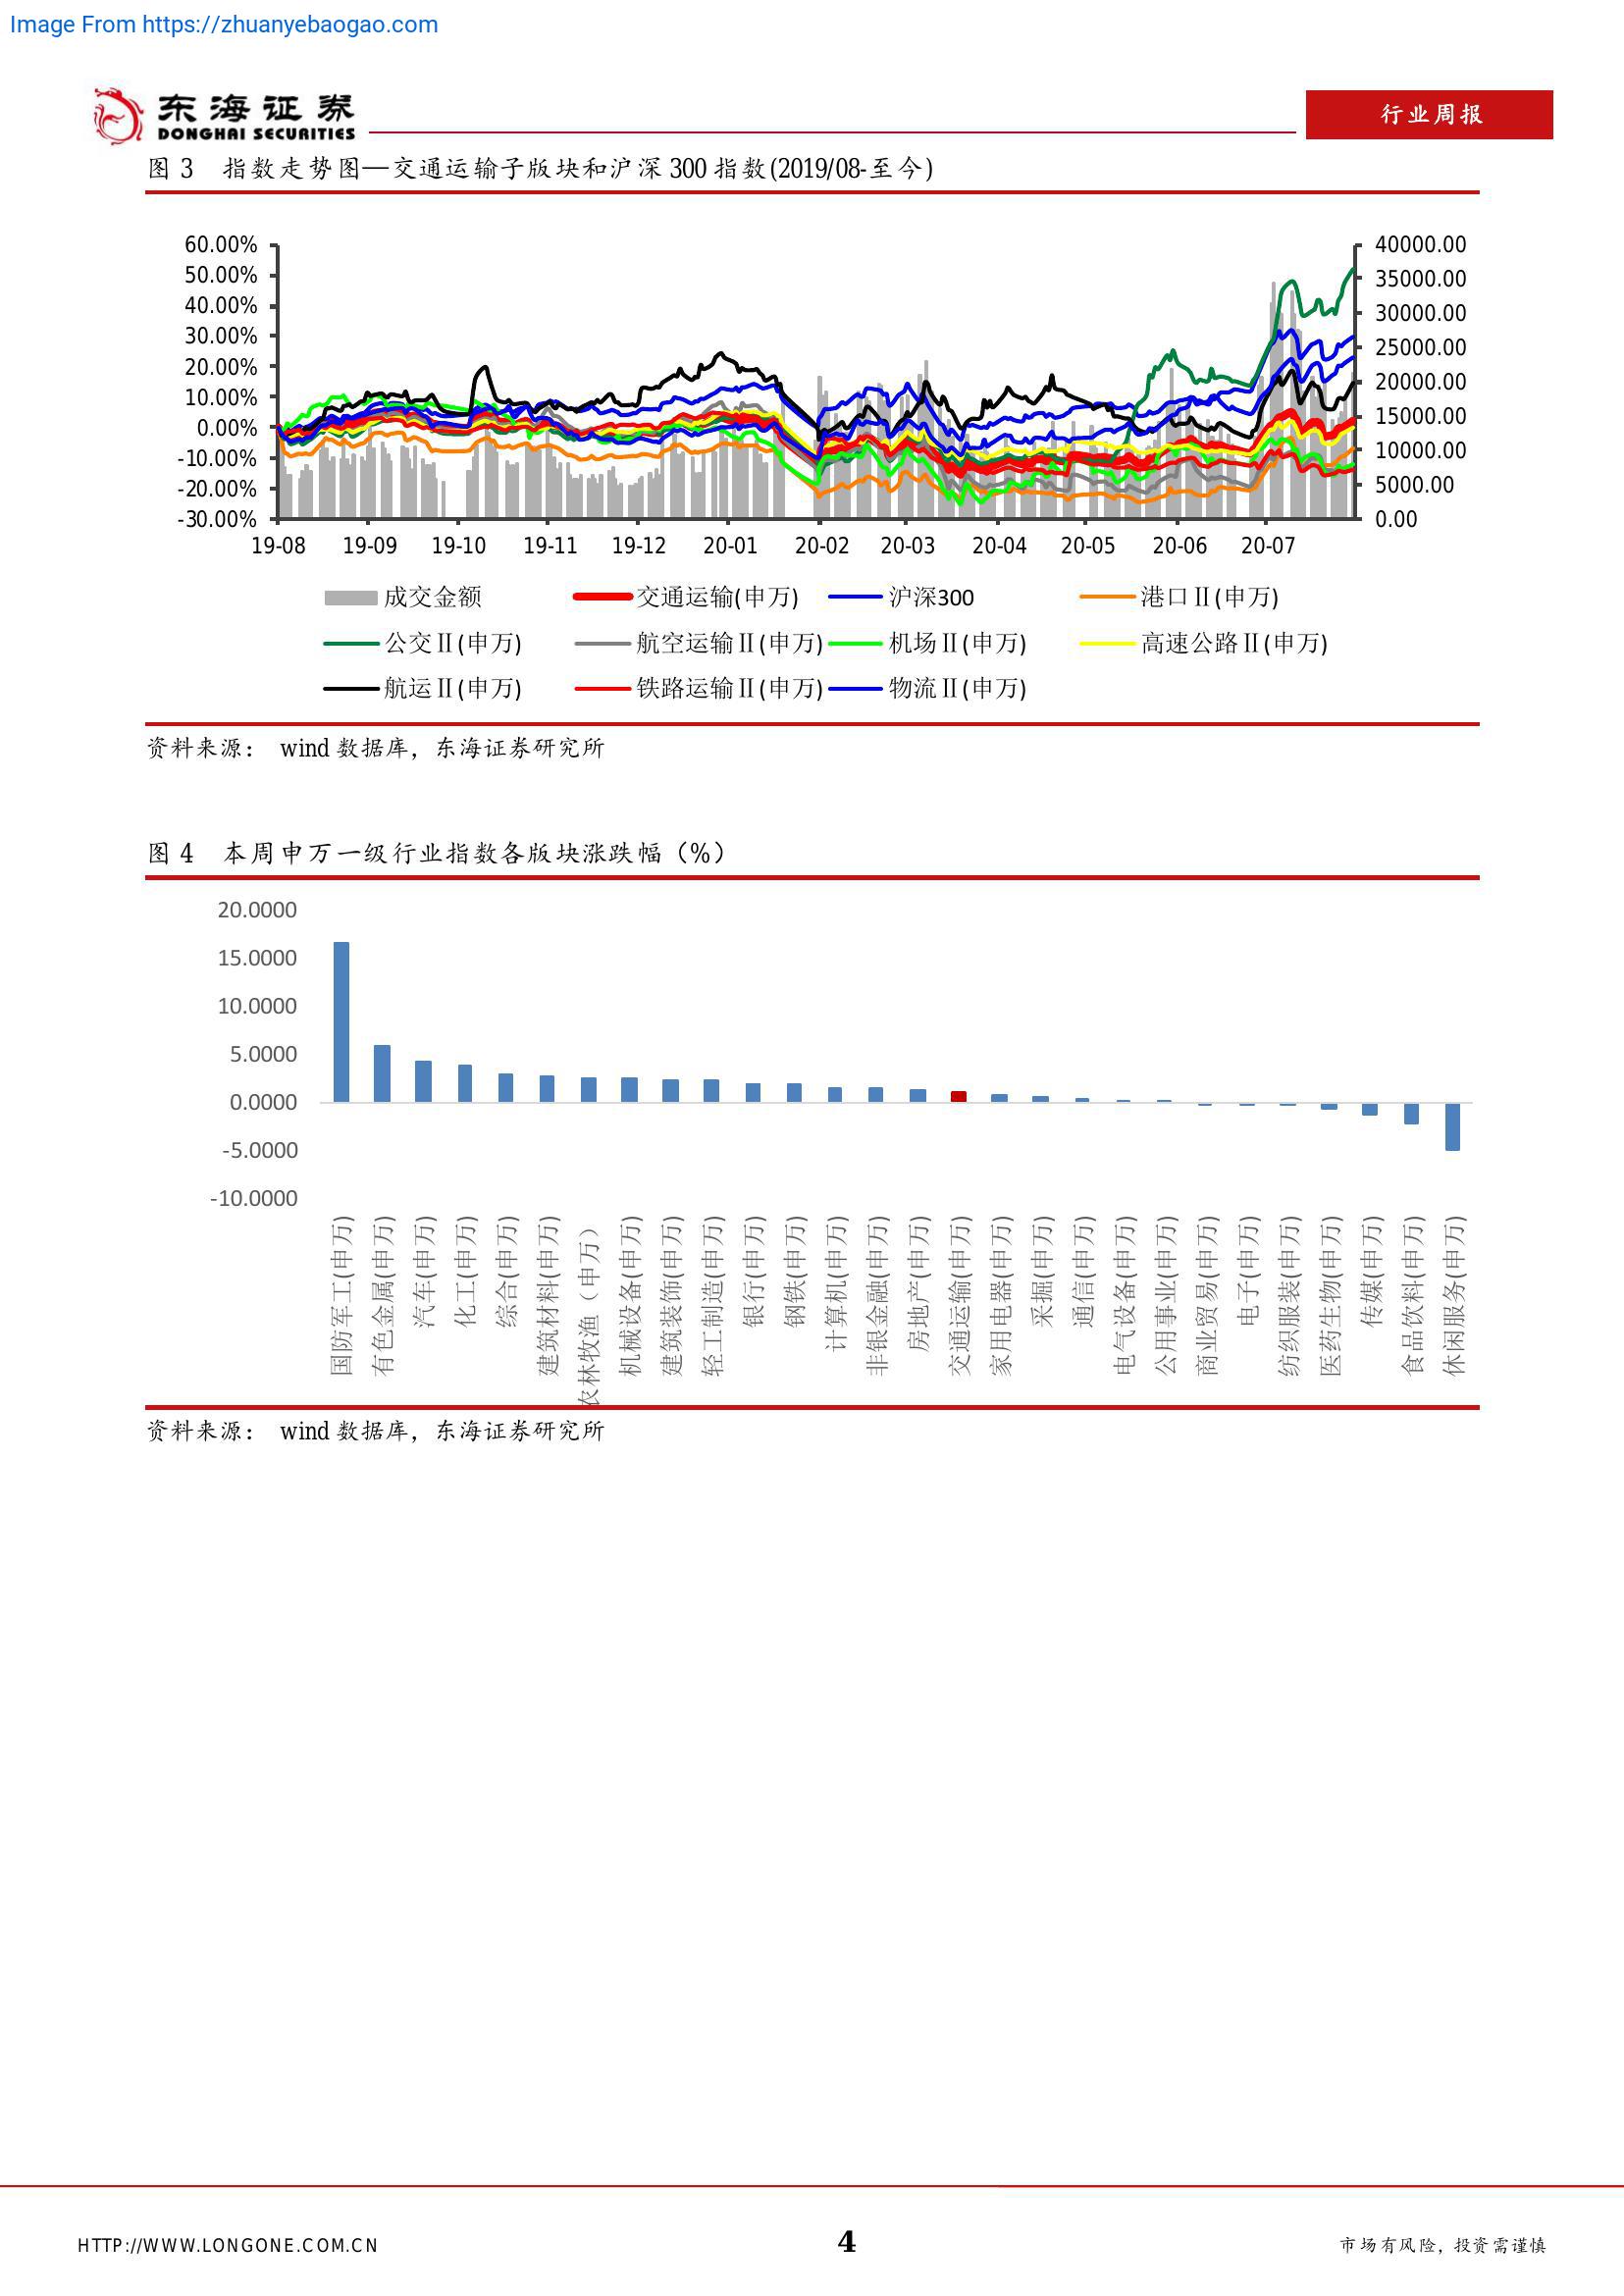 Image From https://zhuanyebaogao.com
东海证券
DONGHAI SECURITIES
行业周报
图 3 指数走势图—交通运输子版块和沪深 300 指数(2019/08-至今)
60.00%
50.00%
40.00%
30.00%
20.00%
10.00%
0.00%
-10.00%
-20.00%
-30.00%
40000.00
35000.00
30000.00
25000.00
20000.00
15000.00
10000.00
5000.00
0.00
19-08 19-09 19-10 19-11 19-12 20-01 20-02 20-03 20-04 20-05 20-06 20-07
成交金额 交通运输(申万) 沪深300 港口Ⅱ(申万)
公交Ⅱ(申万) 航空运输Ⅱ(申万) 机场Ⅱ(申万) 高速公路Ⅱ(申万)
航运Ⅱ(申万) 铁路运输Ⅱ(申万) 物流Ⅱ(申万)
资料来源： wind 数据库，东海证券研究所
图 4 本周申万一级行业指数各版块涨跌幅（%）
20.0000
15.0000
10.0000
5.0000
0.0000
-5.0000
-10.0000
国防军工(申万)
有色金属(申万)
汽车(申万)
化工(申万)
综合(申万)
建筑材料(申万)
农林牧渔（申万）
机械设备(申万)
建筑装饰(申万)
轻工制造(申万)
银行(申万)
钢铁(申万)
计算机(申万)
非银金融(申万)
房地产(申万)
交通运输(申万)
家用电器(申万)
采掘(申万)
通信(申万)
电气设备(申万)
公用事业(申万)
商业贸易(申万)
电子(申万)
纺织服装(申万)
医药生物(申万)
传媒(申万)
食品饮料(申万)
休闲服务(申万)
资料来源： wind 数据库，东海证券研究所
HTTP://WWW.LONGONE.COM.CN
4
市场有风险，投资需谨慎